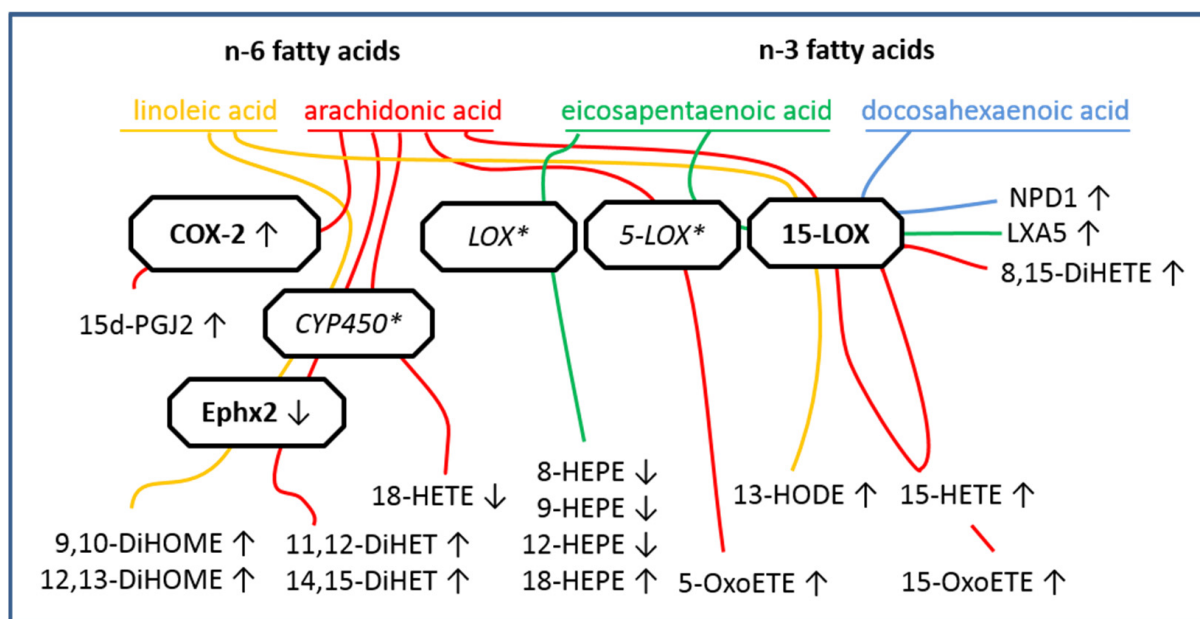 n-6 fatty acids
n-3 fatty acids
linoleic acid
arachidonic acid
eicosapentaenoic acid
docosahexaenoic acid
COX-2 ↑
LOX*
5-LOX*
15-LOX
NPD1 ↑
LXA5 ↑
8,15-DiHETE ↑
15d-PGJ2 ↑
CYP450*
Ephx2 ↓
18-HETE ↓
8-HEPE ↓
9-HEPE ↓
12-HEPE ↓
18-HEPE ↑
13-HODE ↑
15-HETE ↑
9,10-DiHOME ↑
12,13-DiHOME ↑
11,12-DiHET ↑
14,15-DiHET ↑
5-OxoETE ↑
15-OxoETE ↑